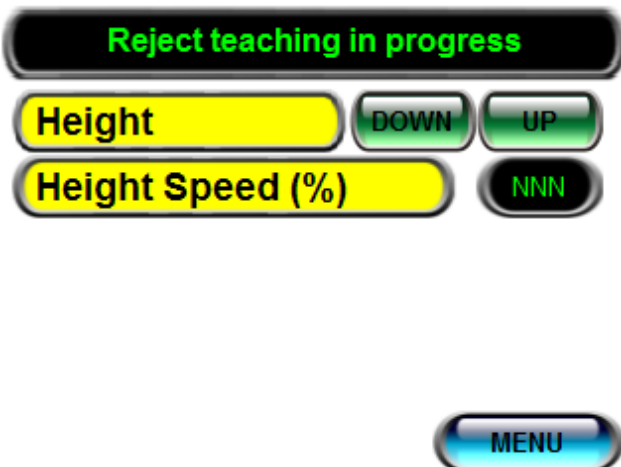 Reject teaching in progress
Height DOWN UP
Height Speed (%) NNN
MENU